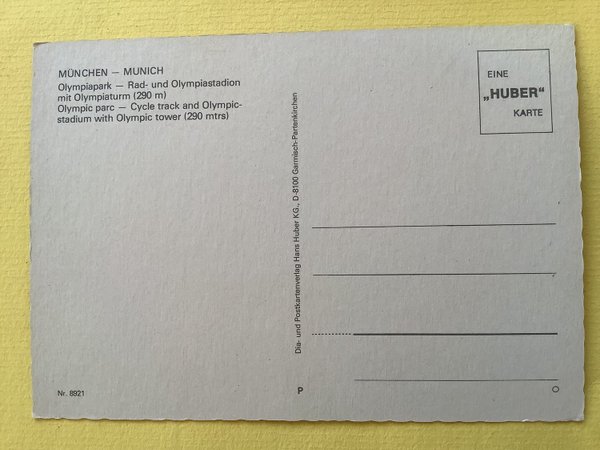 MÜNCHEN — MUNICH
Olympiapark — Rad- und Olympiastadion
mit Olympiaturm (290 m)
Olympic parc — Cycle track and Olympic-
stadium with Olympic tower (290 mtrs)
EINE
„HUBER"
KARTE
Dia- und Postkartenverlag Hans Huber KG., D-8100 Garmisch-Partenkirchen
Nr. 8921
P
O